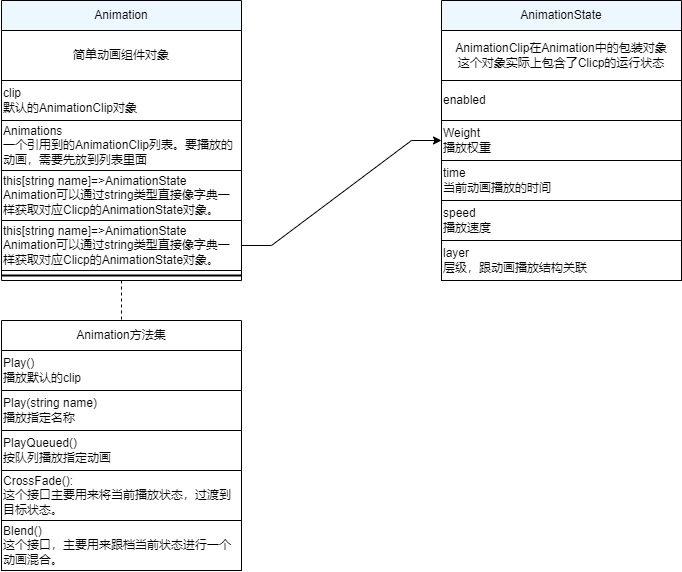 Animation
简单动画组件对象
clip
默认的AnimationClip对象
Animations
一个引用到的AnimationClip列表。要播放的
动画，需要先放到列表里面
this[string name]=>AnimationState
Animation可以通过string类型直接像字典一
样获取对应Clicp的AnimationState对象。
this[string name]=>AnimationState
Animation可以通过string类型直接像字典一
样获取对应Clicp的AnimationState对象。
Animation方法集
Play()
播放默认的clip
Play(string name)
播放指定名称
PlayQueued()
按队列播放指定动画
CrossFade():
这个接口主要用来将当前播放状态，过渡到
目标状态。
Blend()
这个接口，主要用来跟档当前状态进行一个
动画混合。
AnimationState
AnimationClip在Animation中的包装对象
这个对象实际上包含了Clicp的运行状态
enabled
Weight
播放权重
time
当前动画播放的时间
speed
播放速度
layer
层级，跟动画播放结构关联